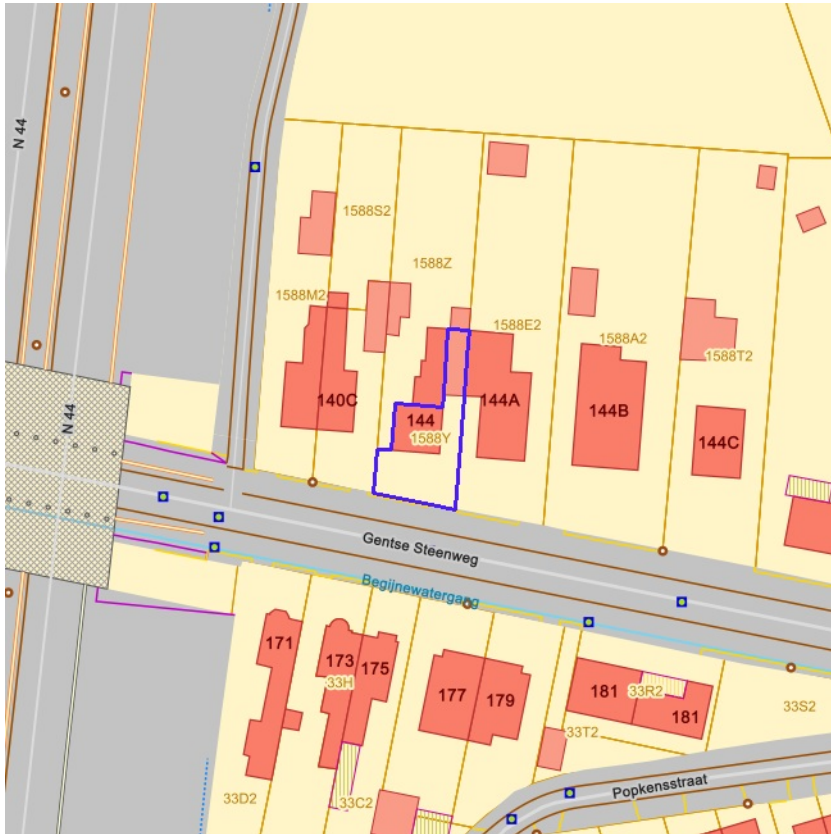 N 44
1588S2
1588Z
1588M2
1588E2
1588A2
1588T2
140C
144A
144
144B
1588Y
144C
N 44
Gentse Steenweg
Begijnewatergang
171
173
175
33H
177
179
181
33R2
181
33S2
33T2
Popkensstraat
33D2
33C2